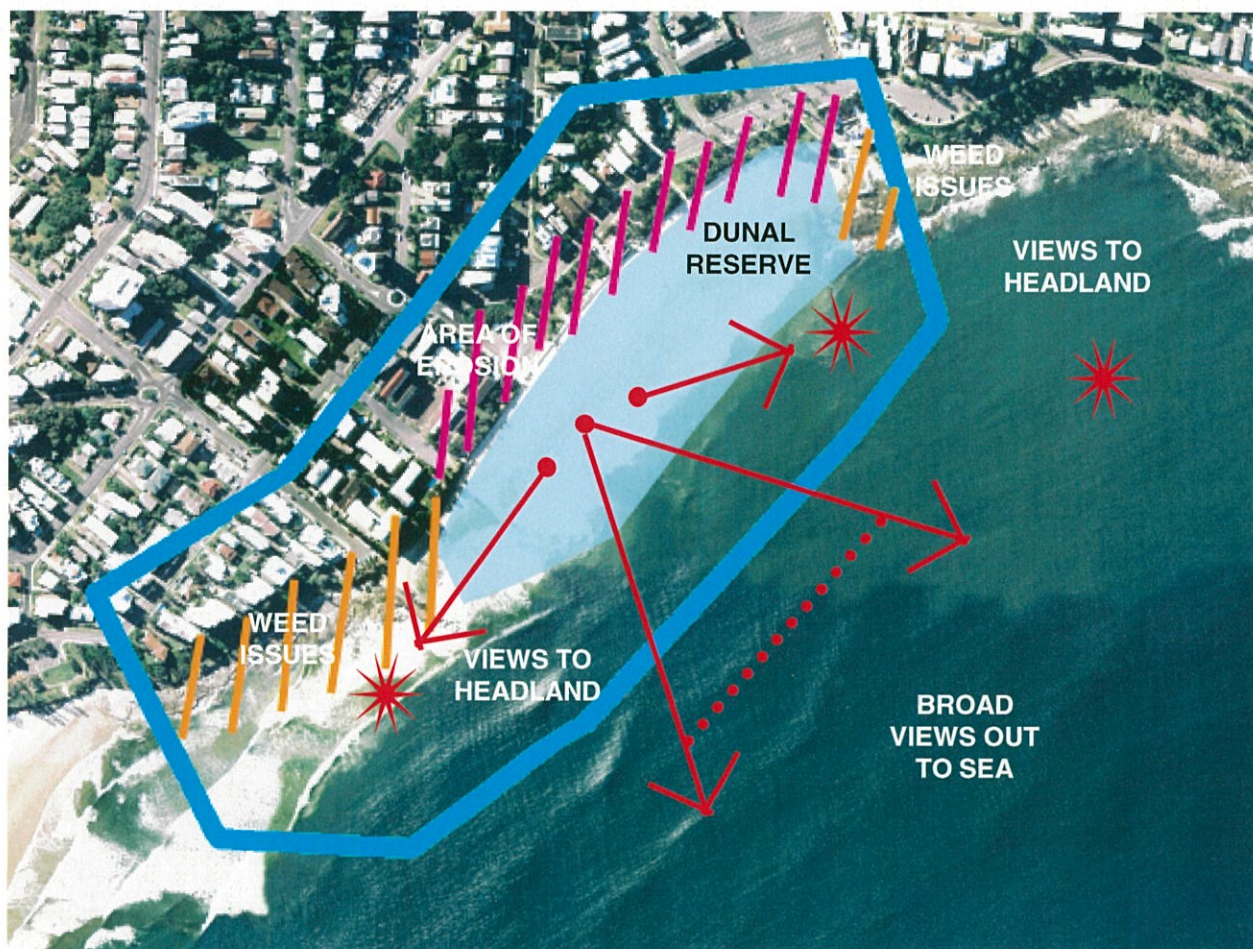 WEED
ISSUES
VIEWS TO
HEADLAND
DUNAL
RESERVE
AREA OF
EROSION
WEED
ISSUES
VIEWS TO
HEADLAND
BROAD
VIEWS OUT
TO SEA